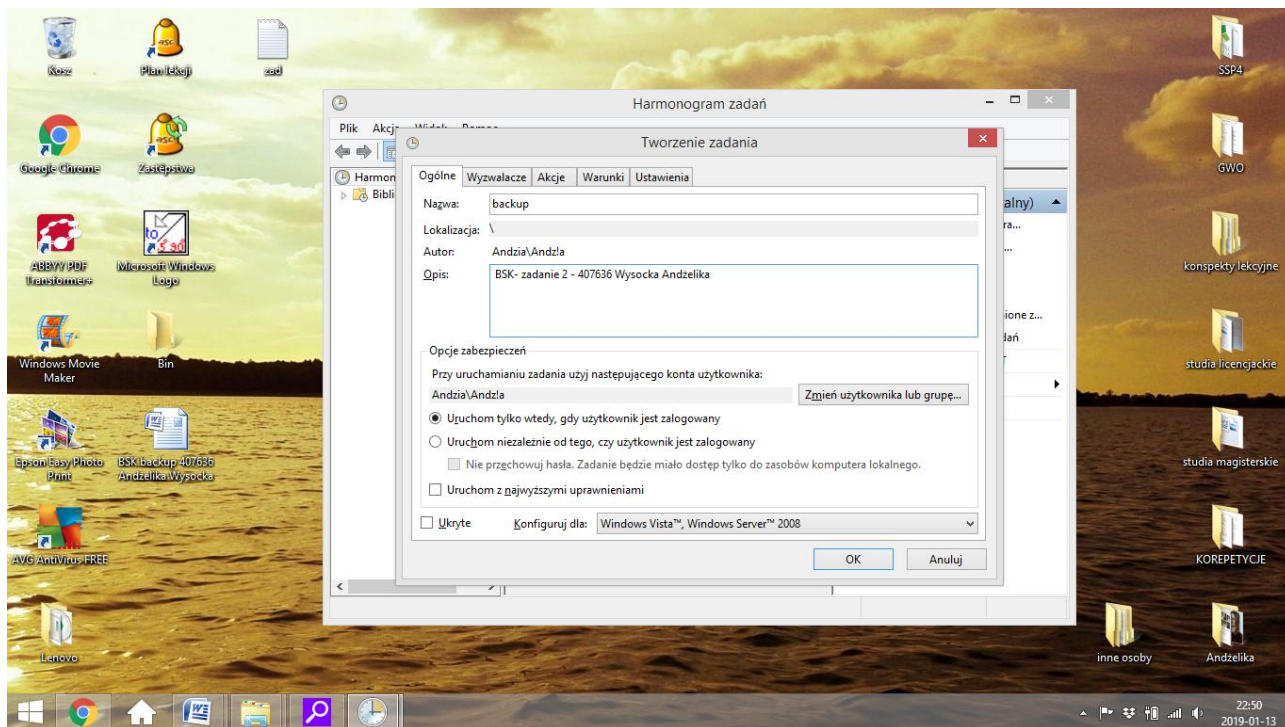 Kosz
Plan lekcji
zad
SSP4
Google Chrome
Zastępstwa
GWO
ABBYY PDF
Transformer+
Microsoft Windows
Logo
konspekty lekcyjne
Windows Movie
Maker
Bin
studia licencjackie
Epson Easy Photo
Print
BSK backup 407636
Andżelika Wysocka
studia magisterskie
AVG AntiVirus FREE
KOREPETYCJE
Lenovo
inne osoby
Andżelika
Harmonogram zadań
Plik Akcja Widok Pomoc
Harmon
Bibli
alny)
ra...
...
ione z...
dań
Tworzenie zadania
Ogólne Wyzwalacze Akcje Warunki Ustawienia
Nazwa: backup
Lokalizacja: \
Autor: Andzia\Andz!a
Opis: BSK- zadanie 2 - 407636 Wysocka Andżelika
Opcje zabezpieczeń
Przy uruchamianiu zadania użyj następującego konta użytkownika:
Andzia\Andz!a Zmień użytkownika lub grupę...
Uruchom tylko wtedy, gdy użytkownik jest zalogowany
Uruchom niezależnie od tego, czy użytkownik jest zalogowany
Nie przechowuj hasła. Zadanie będzie miało dostęp tylko do zasobów komputera lokalnego.
Uruchom z najwyższymi uprawnieniami
Ukryte Konfiguruj dla: Windows Vista™, Windows Server™ 2008
OK Anuluj
22:50
2019-01-13